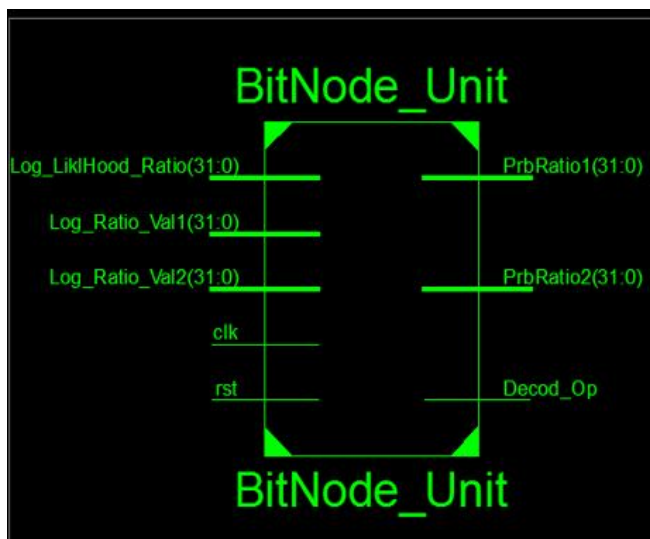 BitNode_Unit
Log_LiklHood_Ratio(31:0)
PrbRatio1(31:0)
Log_Ratio_Val1(31:0)
Log_Ratio_Val2(31:0)
PrbRatio2(31:0)
clk
rst
Decod_Op
BitNode_Unit